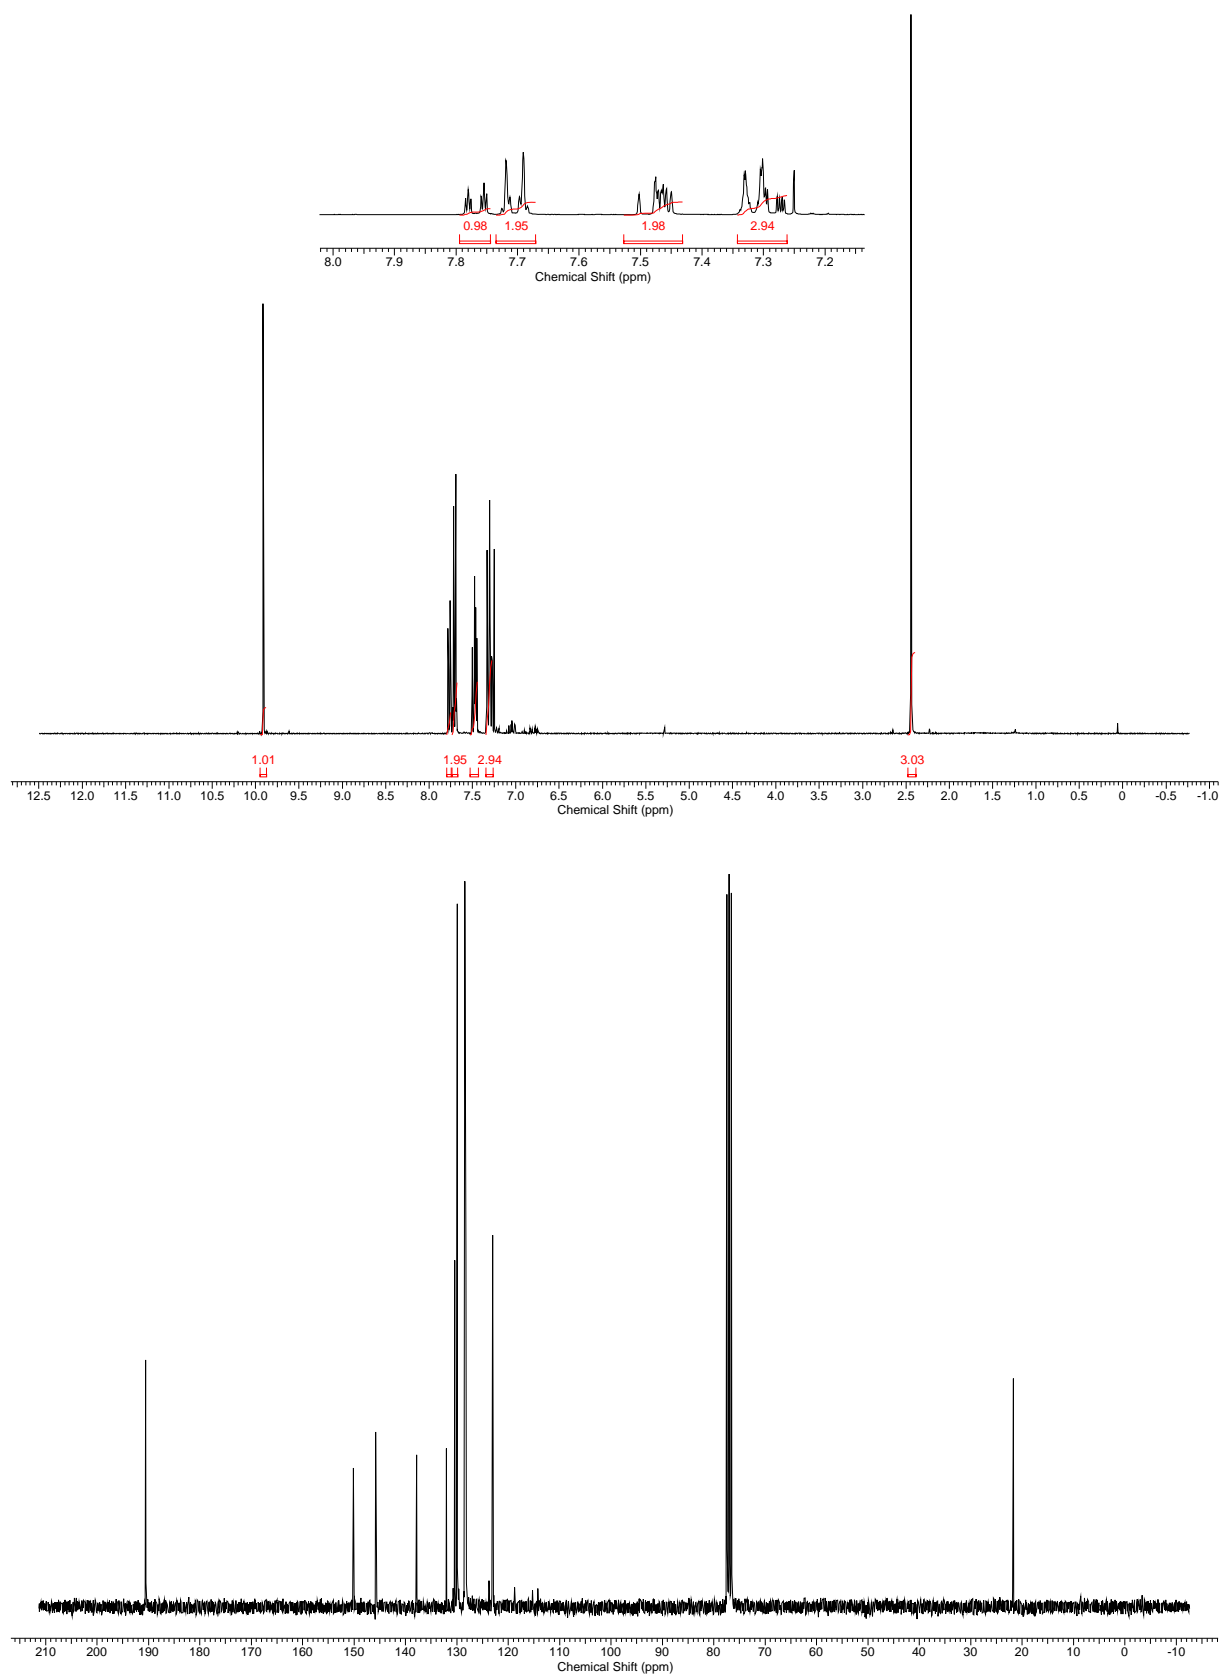 0.98 1.95 1.98 2.94
8.0 7.9 7.8 7.7 7.6 7.5 7.4 7.3 7.2
Chemical Shift (ppm)
1.01 1.95 2.94 3.03
12.5 12.0 11.5 11.0 10.5 10.0 9.5 9.0 8.5 8.0 7.5 7.0 6.5 6.0 5.5 5.0 4.5 4.0 3.5 3.0 2.5 2.0 1.5 1.0 0.5 0 -0.5 -1.0
Chemical Shift (ppm)
210 200 190 180 170 160 150 140 130 120 110 100 90 80 70 60 50 40 30 20 10 0 -10
Chemical Shift (ppm)